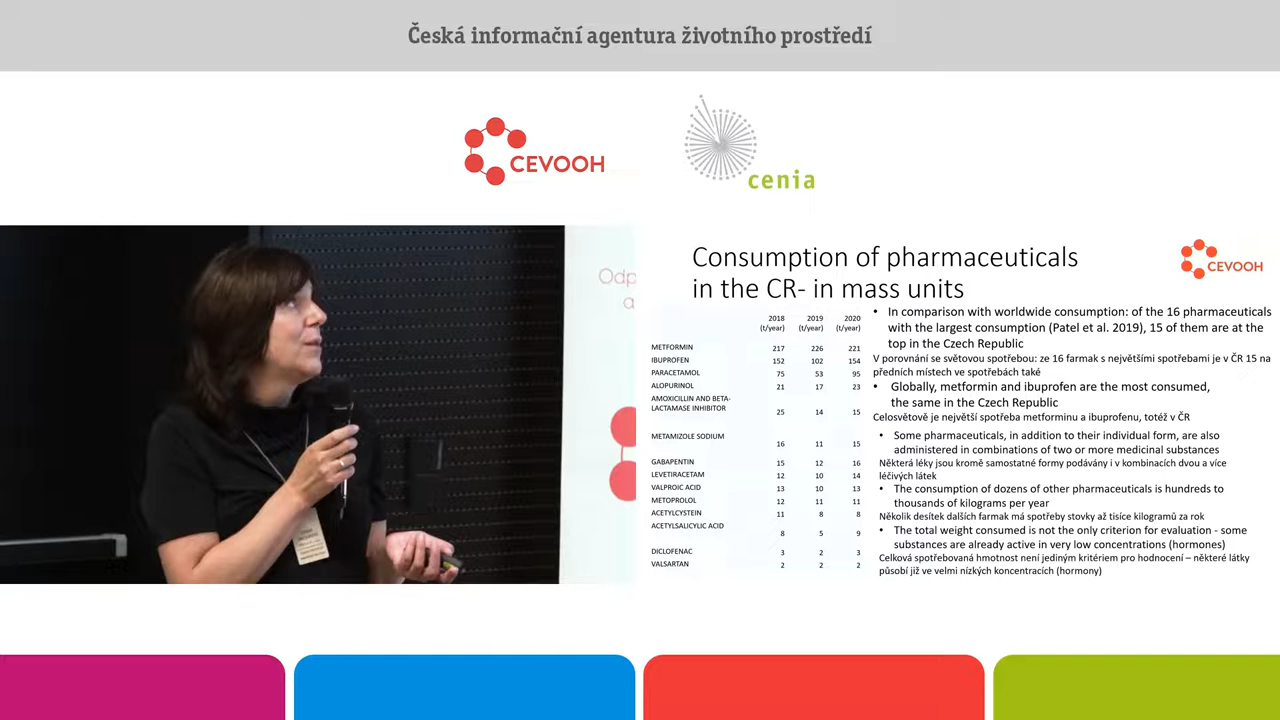 Česká informační agentura životního prostředí
CEVOOH
cenia
Odp
a
Consumption of pharmaceuticals
in the CR- in mass units
CEVOOH
2018 2019 2020
(t/year) (t/year) (t/year)
METFORMIN 217 226 221
IBUPROFEN 152 102 154
PARACETAMOL 75 53 95
ALOPURINOL 21 17 23
AMOXICILLIN AND BETA-
LACTAMASE INHIBITOR 25 14 15
METAMIZOLE SODIUM 16 11 15
GABAPENTIN 15 12 16
LEVETIRACETAM 12 10 14
VALPROIC ACID 13 10 13
METOPROLOL 12 11 11
ACETYLCYSTEIN 11 8 8
ACETYLSALICYLIC ACID 8 5 9
DICLOFENAC 3 2 3
VALSARTAN 2 2 2
• In comparison with worldwide consumption: of the 16 pharmaceuticals
with the largest consumption (Patel et al. 2019), 15 of them are at the
top in the Czech Republic
V porovnání se světovou spotřebou: ze 16 farmak s největšími spotřebami je v ČR 15 na
předních místech ve spotřebách také
• Globally, metformin and ibuprofen are the most consumed,
the same in the Czech Republic
Celosvětově je největší spotřeba metforminu a ibuprofenu, totéž v ČR
• Some pharmaceuticals, in addition to their individual form, are also
administered in combinations of two or more medicinal substances
Některá léky jsou kromě samostatné formy podávány i v kombinacích dvou a více
léčivých látek
• The consumption of dozens of other pharmaceuticals is hundreds to
thousands of kilograms per year
Několik desítek dalších farmak má spotřeby stovky až tisíce kilogramů za rok
• The total weight consumed is not the only criterion for evaluation - some
substances are already active in very low concentrations (hormones)
Celková spotřebovaná hmotnost není jediným kritériem pro hodnocení – některé látky
působí již ve velmi nízkých koncentracích (hormony)